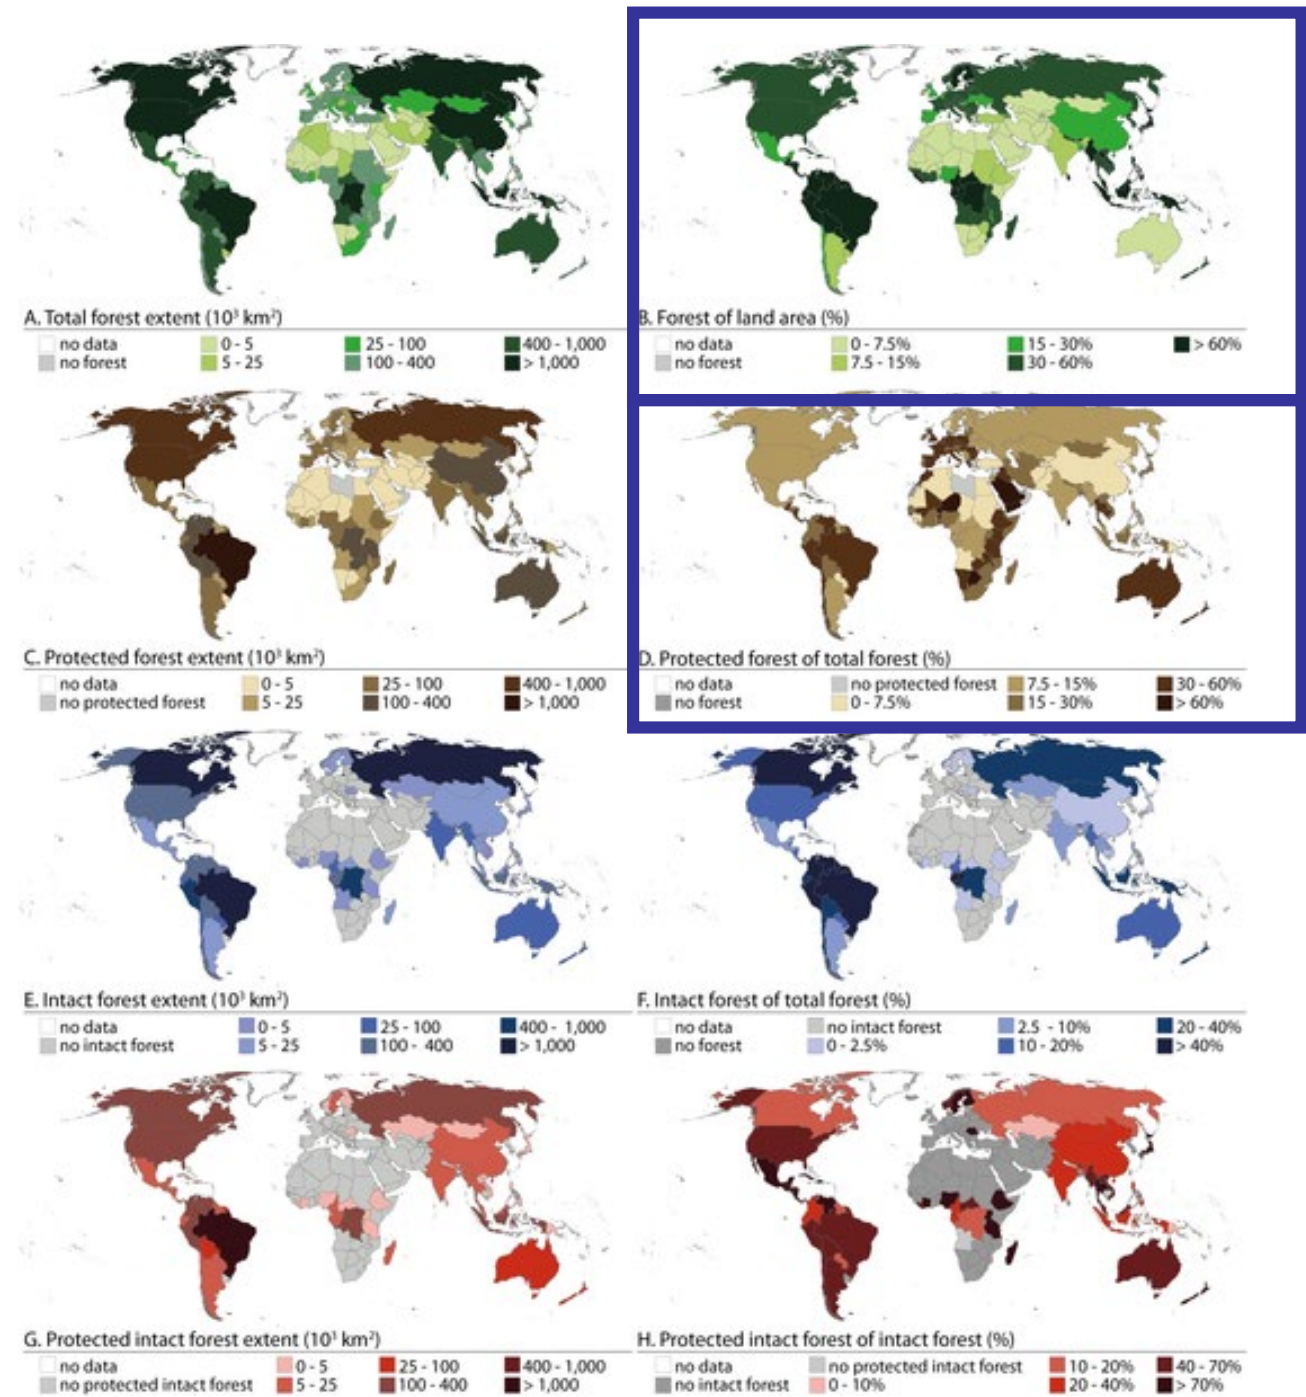 A. Total forest extent (10³ km²)
no data 0 - 5 25 - 100 400 - 1,000
no forest 5 - 25 100 - 400 > 1,000
B. Forest of land area (%)
no data 0 - 7.5% 15 - 30% > 60%
no forest 7.5 - 15% 30 - 60%
C. Protected forest extent (10³ km²)
no data 0 - 5 25 - 100 400 - 1,000
no protected forest 5 - 25 100 - 400 > 1,000
D. Protected forest of total forest (%)
no data no protected forest 7.5 - 15% 30 - 60%
no forest 0 - 7.5% 15 - 30% > 60%
E. Intact forest extent (10³ km²)
no data 0 - 5 25 - 100 400 - 1,000
no intact forest 5 - 25 100 - 400 > 1,000
F. Intact forest of total forest (%)
no data no intact forest 2.5 - 10% 20 - 40%
no forest 0 - 2.5% 10 - 20% > 40%
G. Protected intact forest extent (10³ km²)
no data 0 - 5 25 - 100 400 - 1,000
no protected intact forest 5 - 25 100 - 400 > 1,000
H. Protected intact forest of intact forest (%)
no data no protected intact forest 10 - 20% 40 - 70%
no intact forest 0 - 10% 20 - 40% > 70%